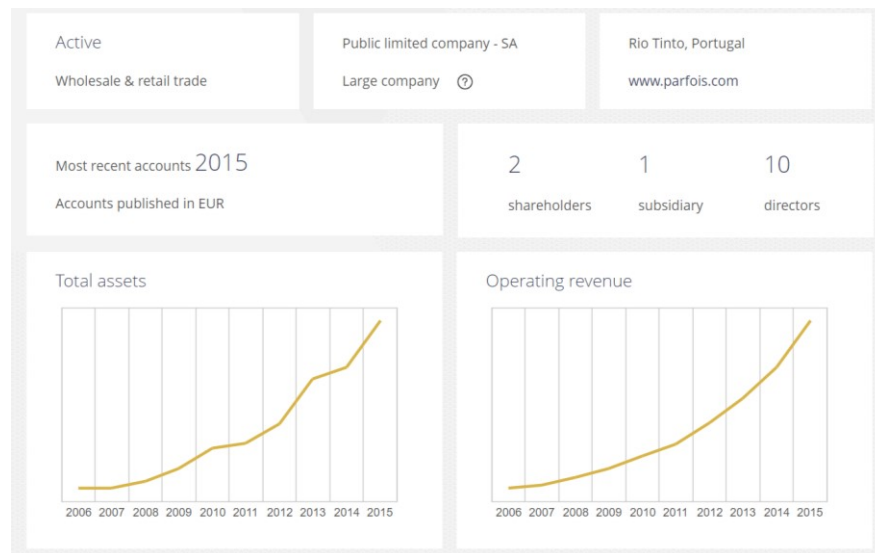 Active
Wholesale & retail trade
Public limited company - SA
Large company ?
Rio Tinto, Portugal
www.parfois.com
Most recent accounts 2015
Accounts published in EUR
2 1 10
shareholders subsidiary directors
Total assets
2006 2007 2008 2009 2010 2011 2012 2013 2014 2015
Operating revenue
2006 2007 2008 2009 2010 2011 2012 2013 2014 2015